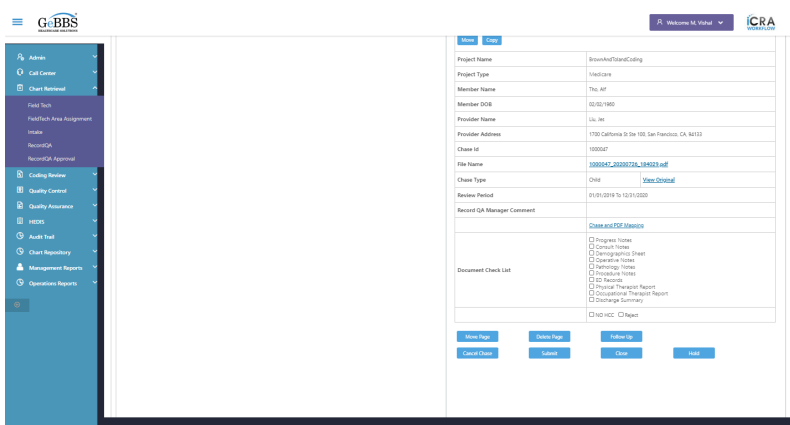 GeBBS
HEALTHCARE SOLUTIONS
Welcome M, Vishal
iCRA
WORKFLOW
Move Copy
Admin
Call Center
Chart Retrieval
Field Tech
FieldTech Area Assignment
Intake
RecordQA
RecordQA Approval
Coding Review
Quality Control
Quality Assurance
HEDIS
Audit Trail
Chart Repository
Management Reports
Operations Reports
Project Name BrownAndTolandCoding
Project Type Medicare
Member Name Tho, Alf
Member DOB 02/02/1960
Provider Name Liu, Jes
Provider Address 1700 California St Ste 100, San Francisco, CA, 94133
Chase Id 1000047
File Name 1000047_20200726_184029.pdf
Chase Type Child View Original
Review Period 01/01/2019 To 12/31/2020
Record QA Manager Comment
Chase and PDF Mapping
Document Check List
Progress Notes
Consult Notes
Demographics Sheet
Operative Notes
Pathology Notes
Procedure Notes
ED Records
Physical Therapist Report
Occupational Therapist Report
Discharge Summary
NO HCC Reject
Move Page Delete Page Follow Up
Cancel Chase Submit Close Hold